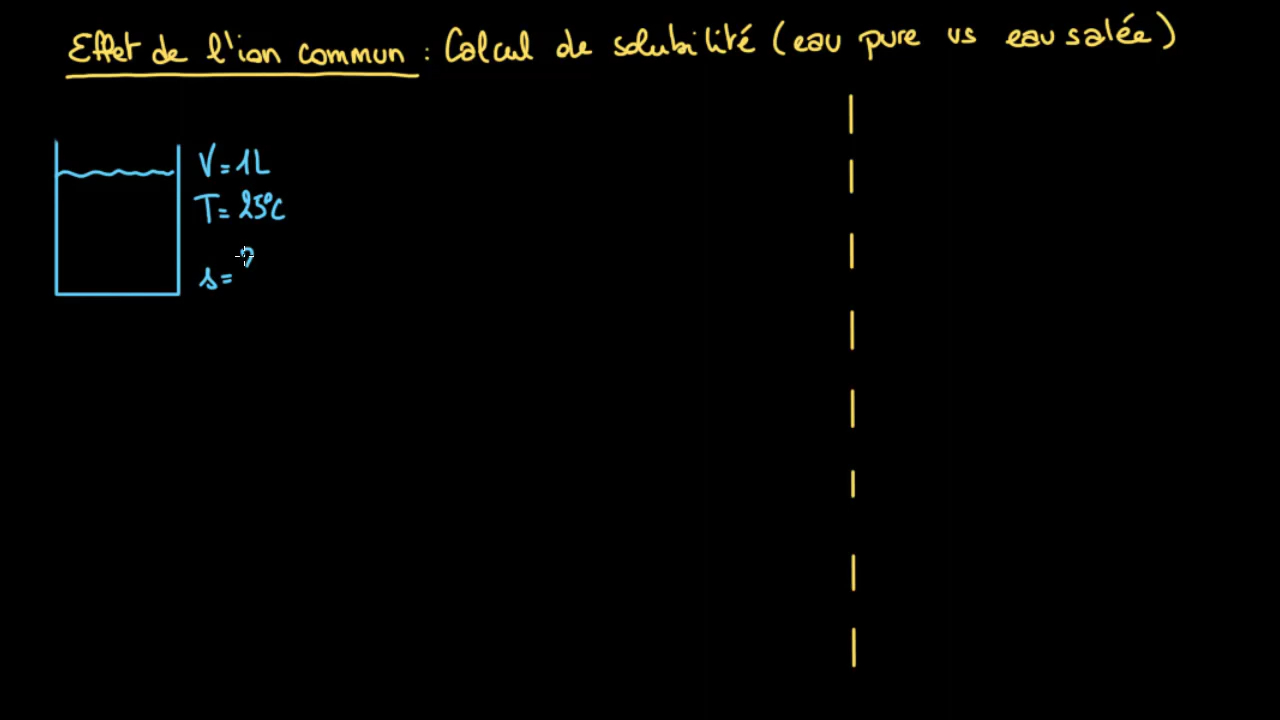 Effet de l'ion commun : Calcul de solubilité (eau pure vs eau salée)
V = 1L
T = 25°C
s = ?